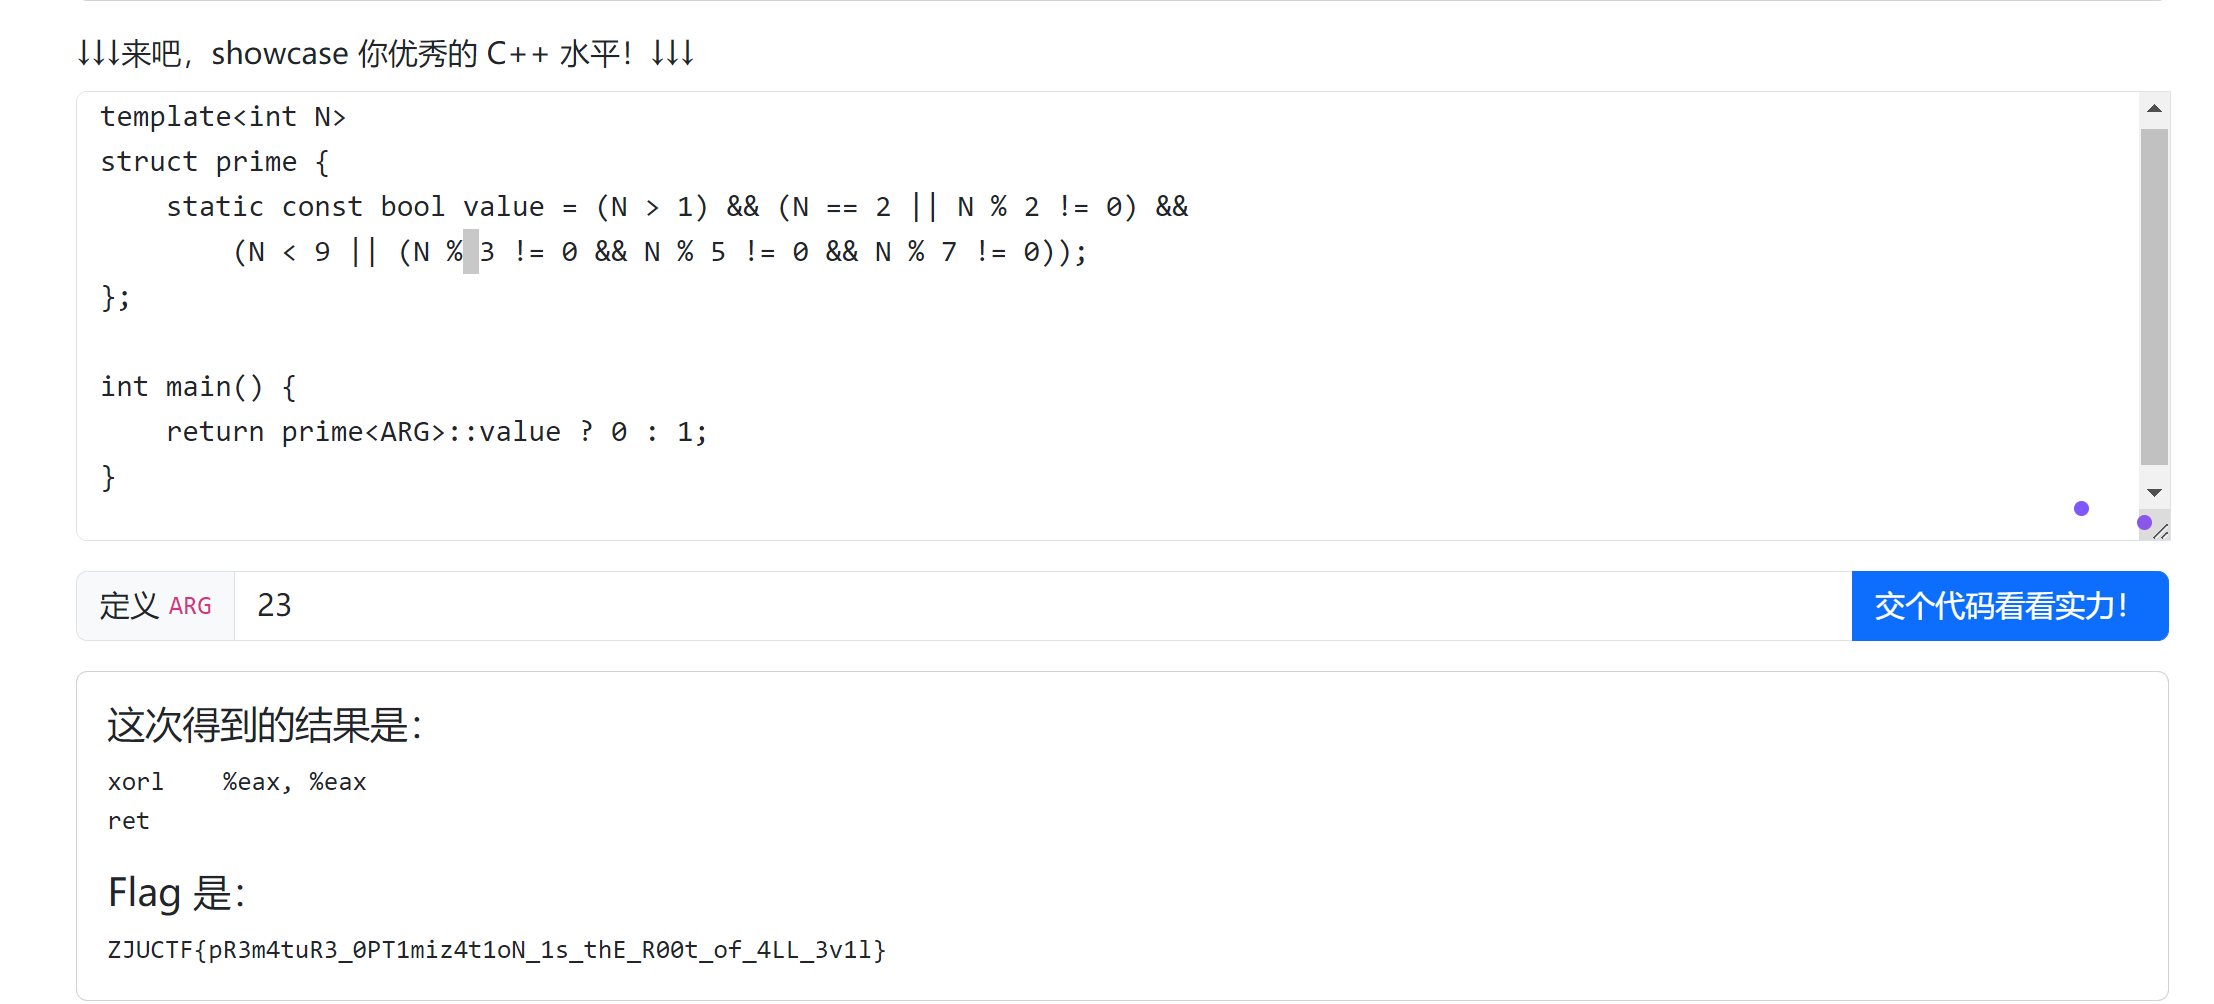 ↓↓↓来吧，showcase 你优秀的 C++ 水平！↓↓↓
template<int N>
struct prime {
    static const bool value = (N > 1) && (N == 2 || N % 2 != 0) &&
        (N < 9 || (N % 3 != 0 && N % 5 != 0 && N % 7 != 0));
};

int main() {
    return prime<ARG>::value ? 0 : 1;
}
定义 ARG 23 交个代码看看实力！
这次得到的结果是：
xorl    %eax, %eax
ret
Flag 是：
ZJUCTF{pR3m4tuR3_0PT1miz4t1oN_1s_thE_R00t_of_4LL_3v1l}